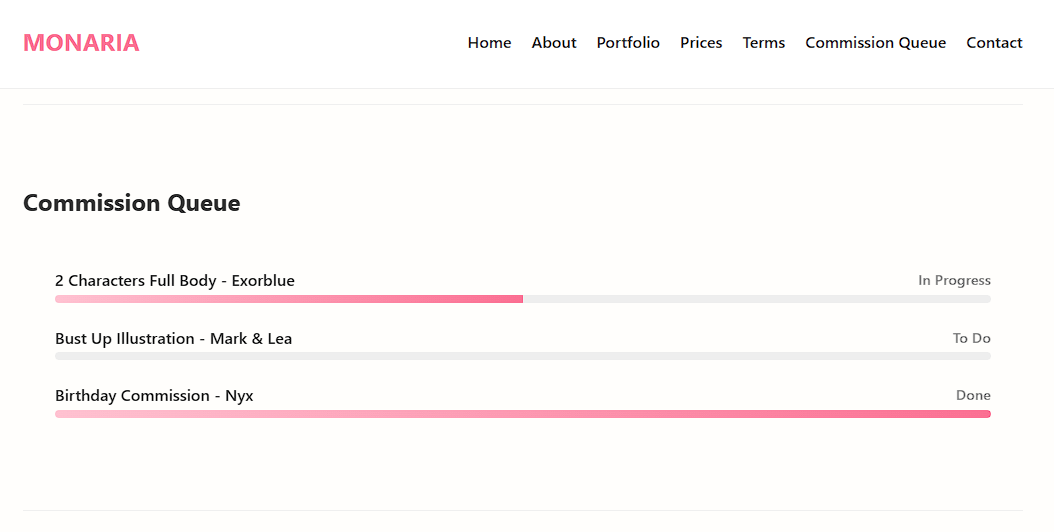 MONARIA
Home About Portfolio Prices Terms Commission Queue Contact
Commission Queue
2 Characters Full Body - Exorblue In Progress
Bust Up Illustration - Mark & Lea To Do
Birthday Commission - Nyx Done